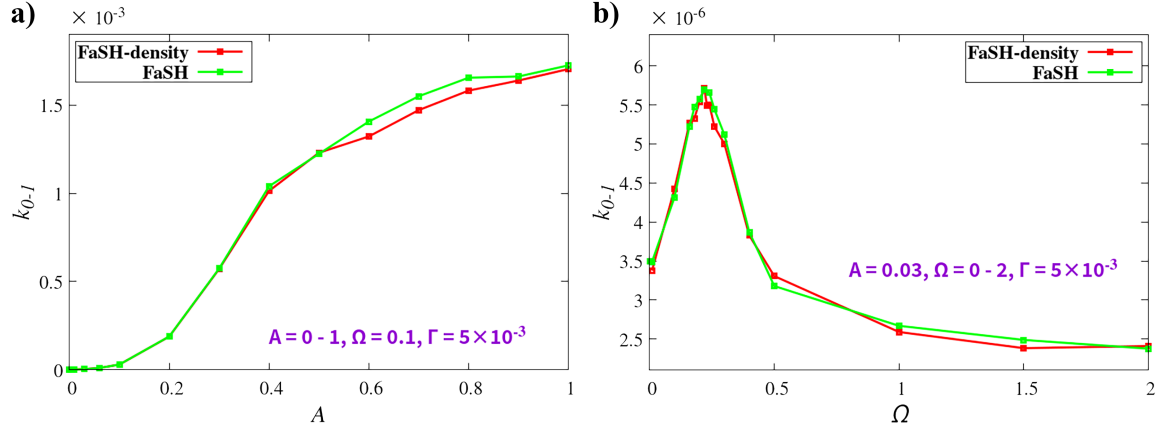 a)
× 10⁻³
FaSH-density
FaSH
1.5
1
0.5
0
k₀₋₁
0 0.2 0.4 0.6 0.8 1
A
A = 0 - 1, Ω = 0.1, Γ = 5×10⁻³
b)
× 10⁻⁶
FaSH-density
FaSH
6
5.5
5
4.5
4
3.5
3
2.5
k₀₋₁
0 0.5 1 1.5 2
Ω
A = 0.03, Ω = 0 - 2, Γ = 5×10⁻³